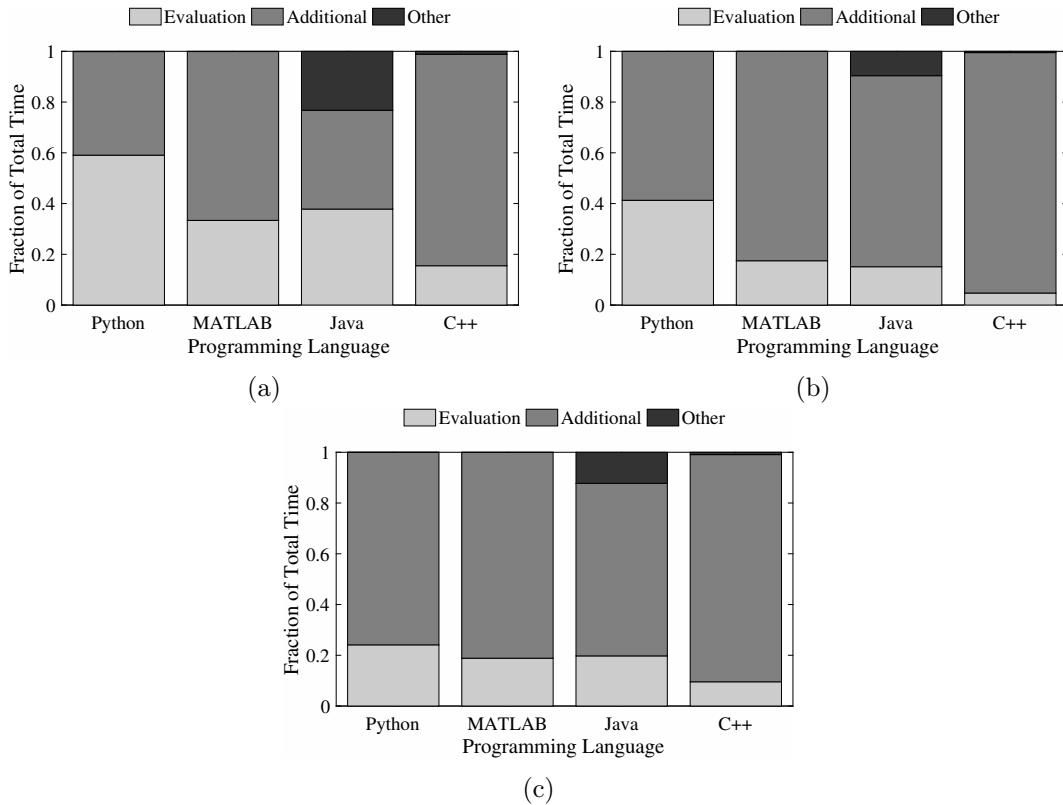 Evaluation Additional Other
1
0.8
0.6
0.4
0.2
0
Fraction of Total Time
Python MATLAB Java C++
Programming Language
(a)
Evaluation Additional Other
1
0.8
0.6
0.4
0.2
0
Fraction of Total Time
Python MATLAB Java C++
Programming Language
(b)
Evaluation Additional Other
1
0.8
0.6
0.4
0.2
0
Fraction of Total Time
Python MATLAB Java C++
Programming Language
(c)